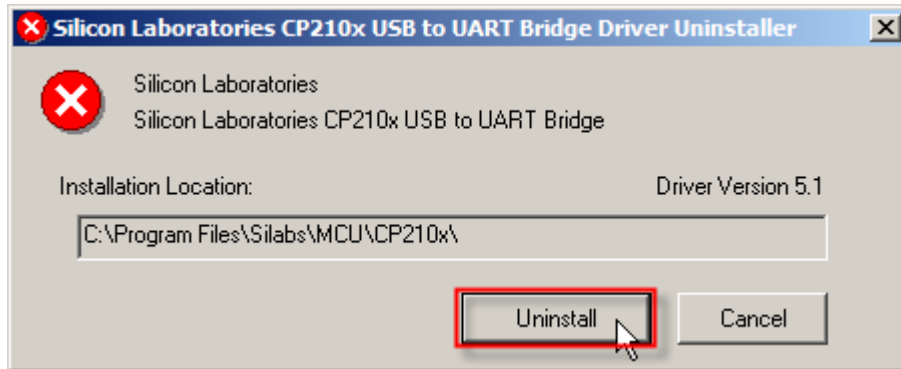 Silicon Laboratories CP210x USB to UART Bridge Driver Uninstaller
Silicon Laboratories
Silicon Laboratories CP210x USB to UART Bridge
Installation Location: Driver Version 5.1
C:\Program Files\Silabs\MCU\CP210x\
Uninstall Cancel